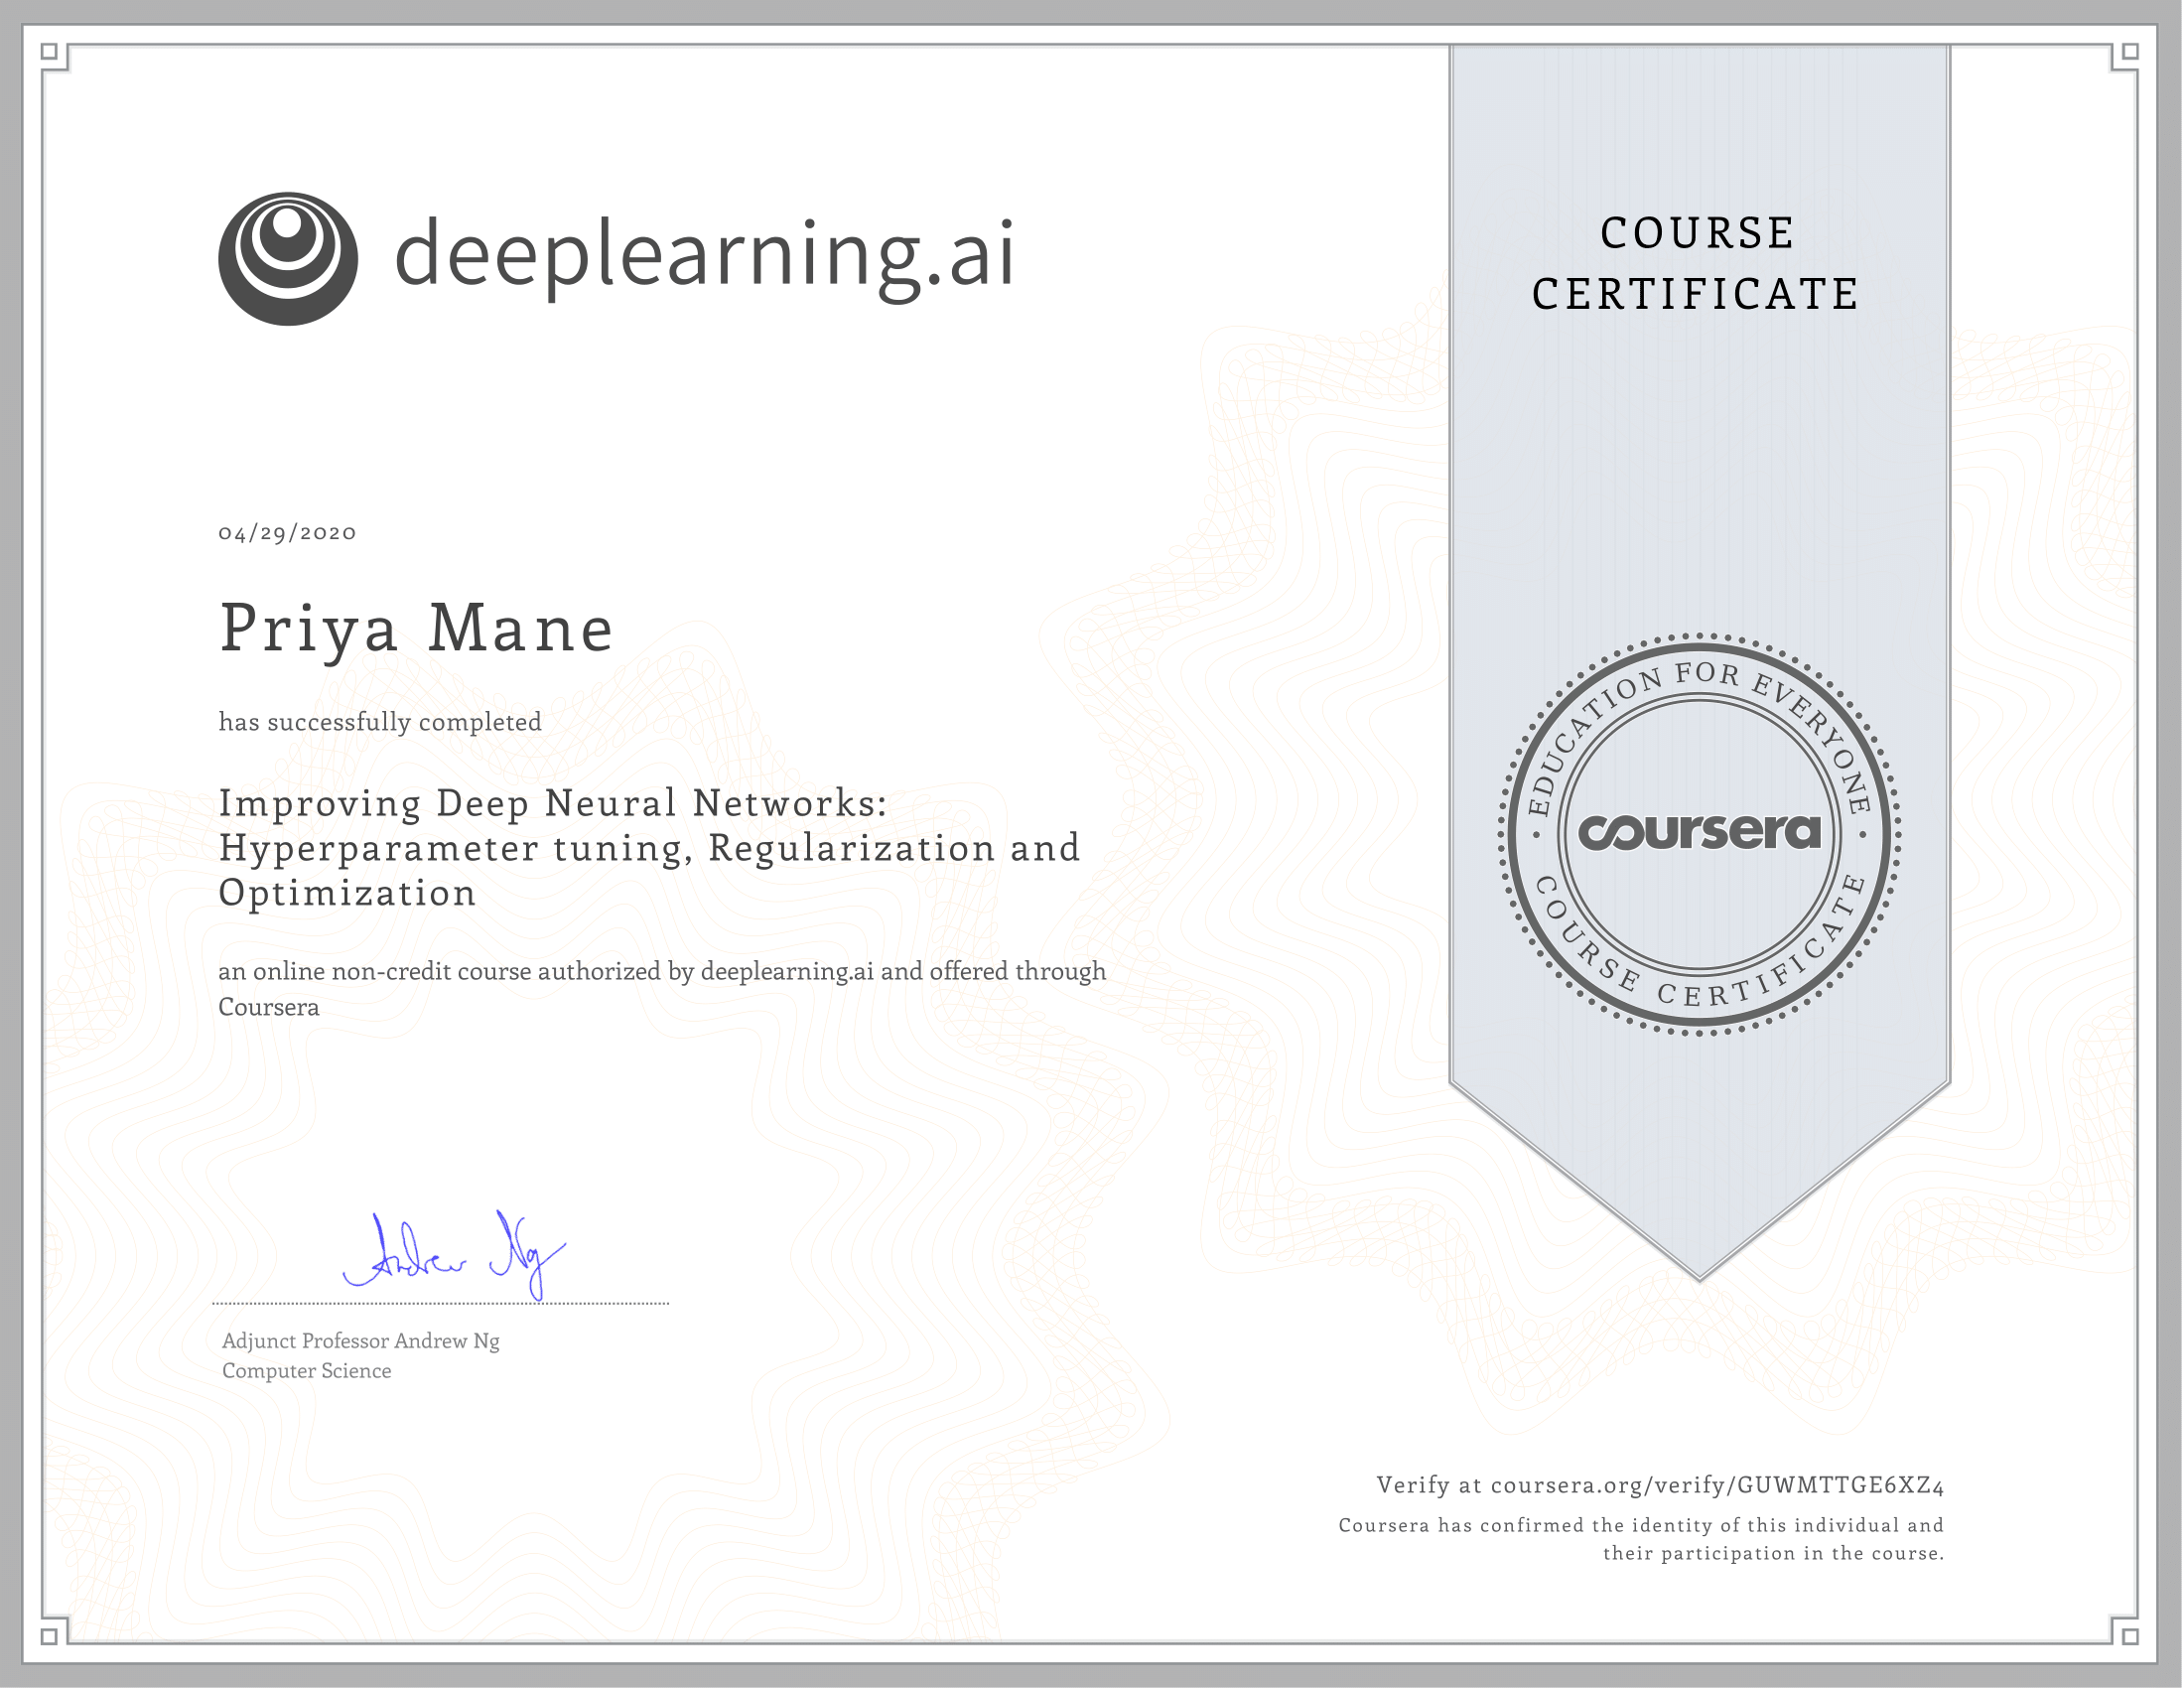 deeplearning.ai
COURSE
CERTIFICATE
04/29/2020
Priya Mane
has successfully completed
Improving Deep Neural Networks:
Hyperparameter tuning, Regularization and
Optimization
an online non-credit course authorized by deeplearning.ai and offered through
Coursera
EDUCATION FOR EVERYONE
coursera
COURSE CERTIFICATE
Andrew Ng
Adjunct Professor Andrew Ng
Computer Science
Verify at coursera.org/verify/GUWMTTGE6XZ4
Coursera has confirmed the identity of this individual and
their participation in the course.